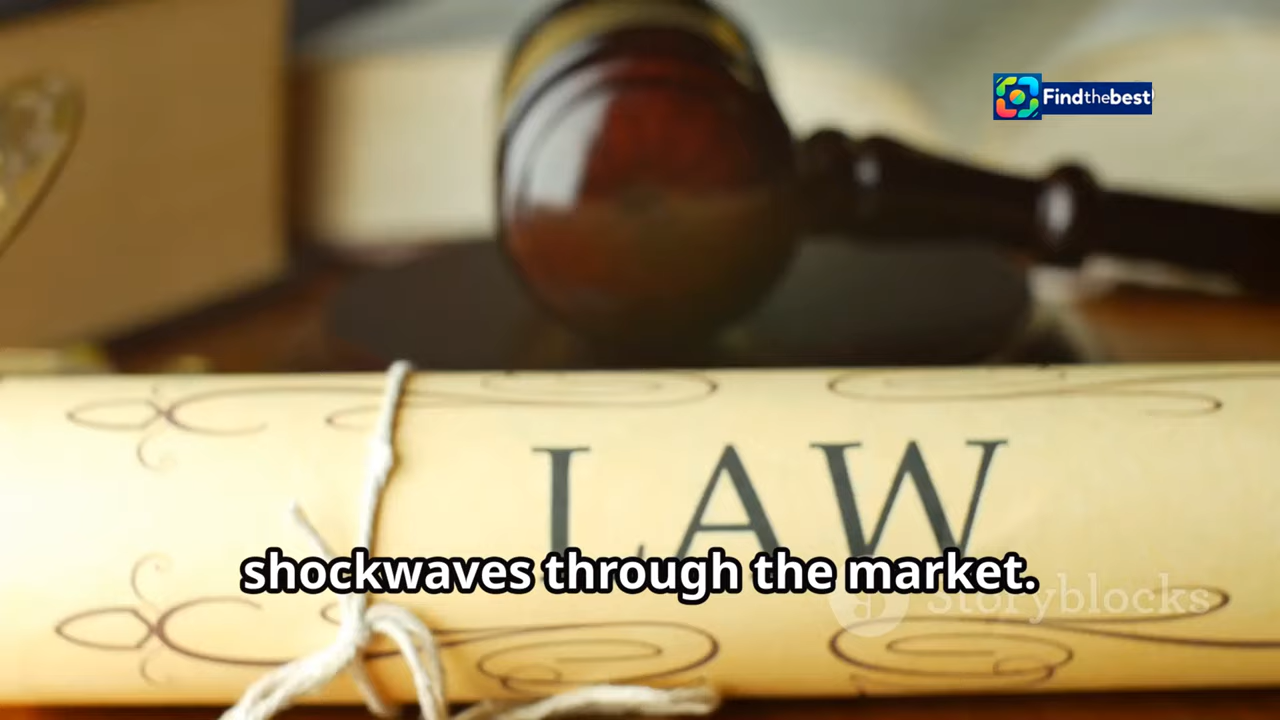 Findthebest
LAW
shockwaves through the market.
Storyblocks